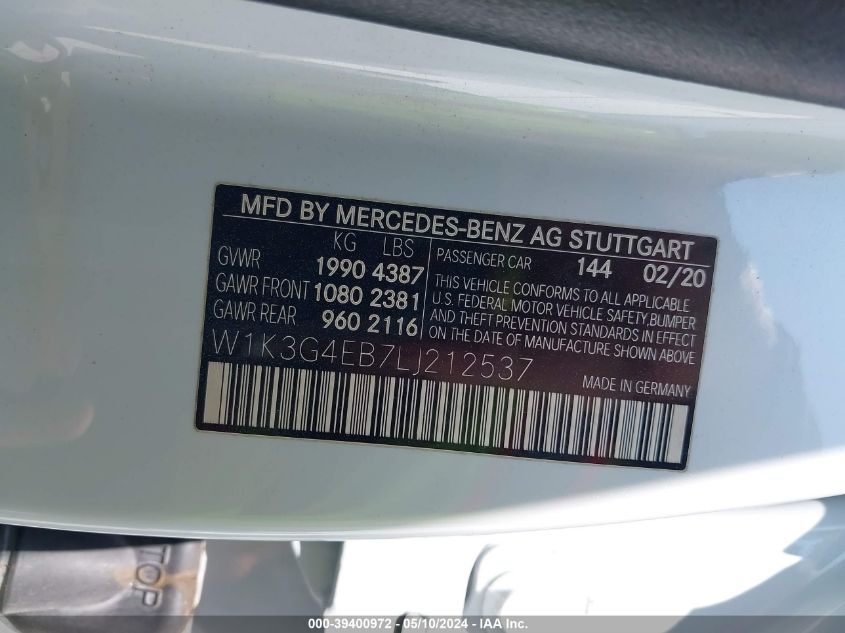 MFD BY MERCEDES-BENZ AG STUTTGART
KG LBS
GVWR 1990 4387
GAWR FRONT 1080 2381
GAWR REAR 960 2116
PASSENGER CAR 144 02/20
THIS VEHICLE CONFORMS TO ALL APPLICABLE
U.S. FEDERAL MOTOR VEHICLE SAFETY, BUMPER
AND THEFT PREVENTION STANDARDS IN EFFECT
ON THE DATE OF MANUFACTURE SHOWN ABOVE
W1K3G4EB7LJ212537
MADE IN GERMANY
TOP
000-39400972 - 05/10/2024 - IAA Inc.